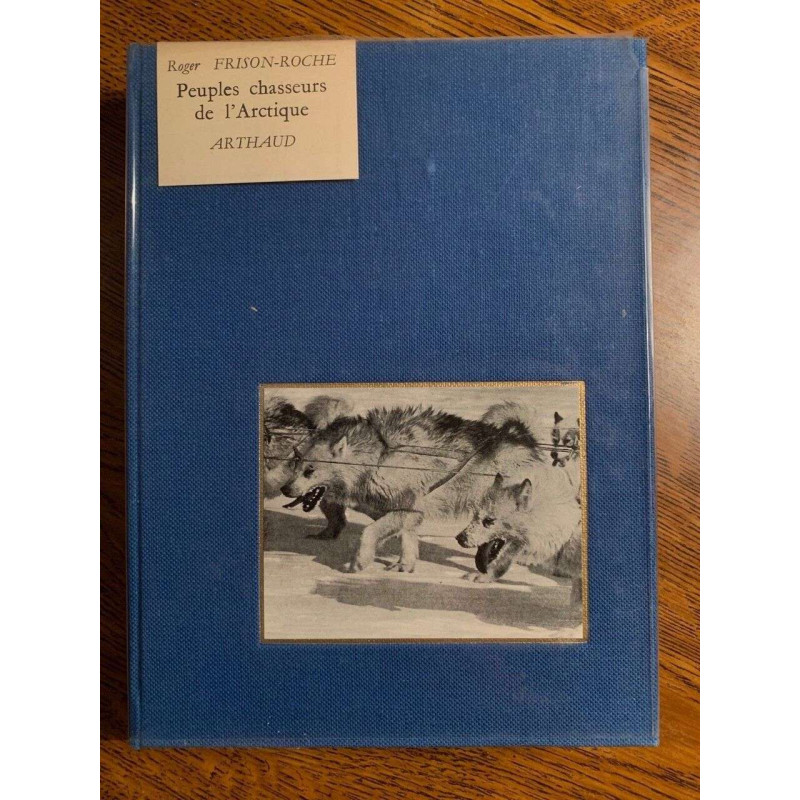 Roger FRISON-ROCHE
Peuples chasseurs
de l'Arctique
ARTHAUD